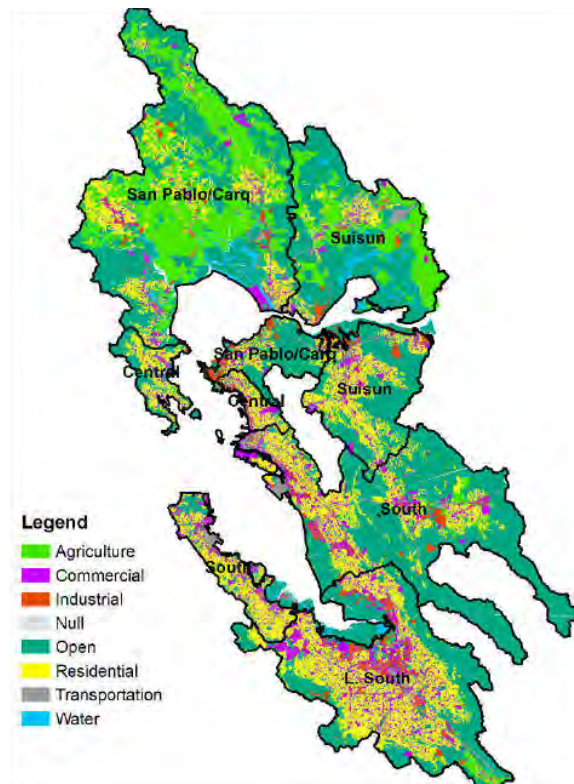 San Pablo/Carq
Suisun
San Pablo/Carq
Central
Suisun
Central
South
South
L. South
Legend
Agriculture
Commercial
Industrial
Null
Open
Residential
Transportation
Water